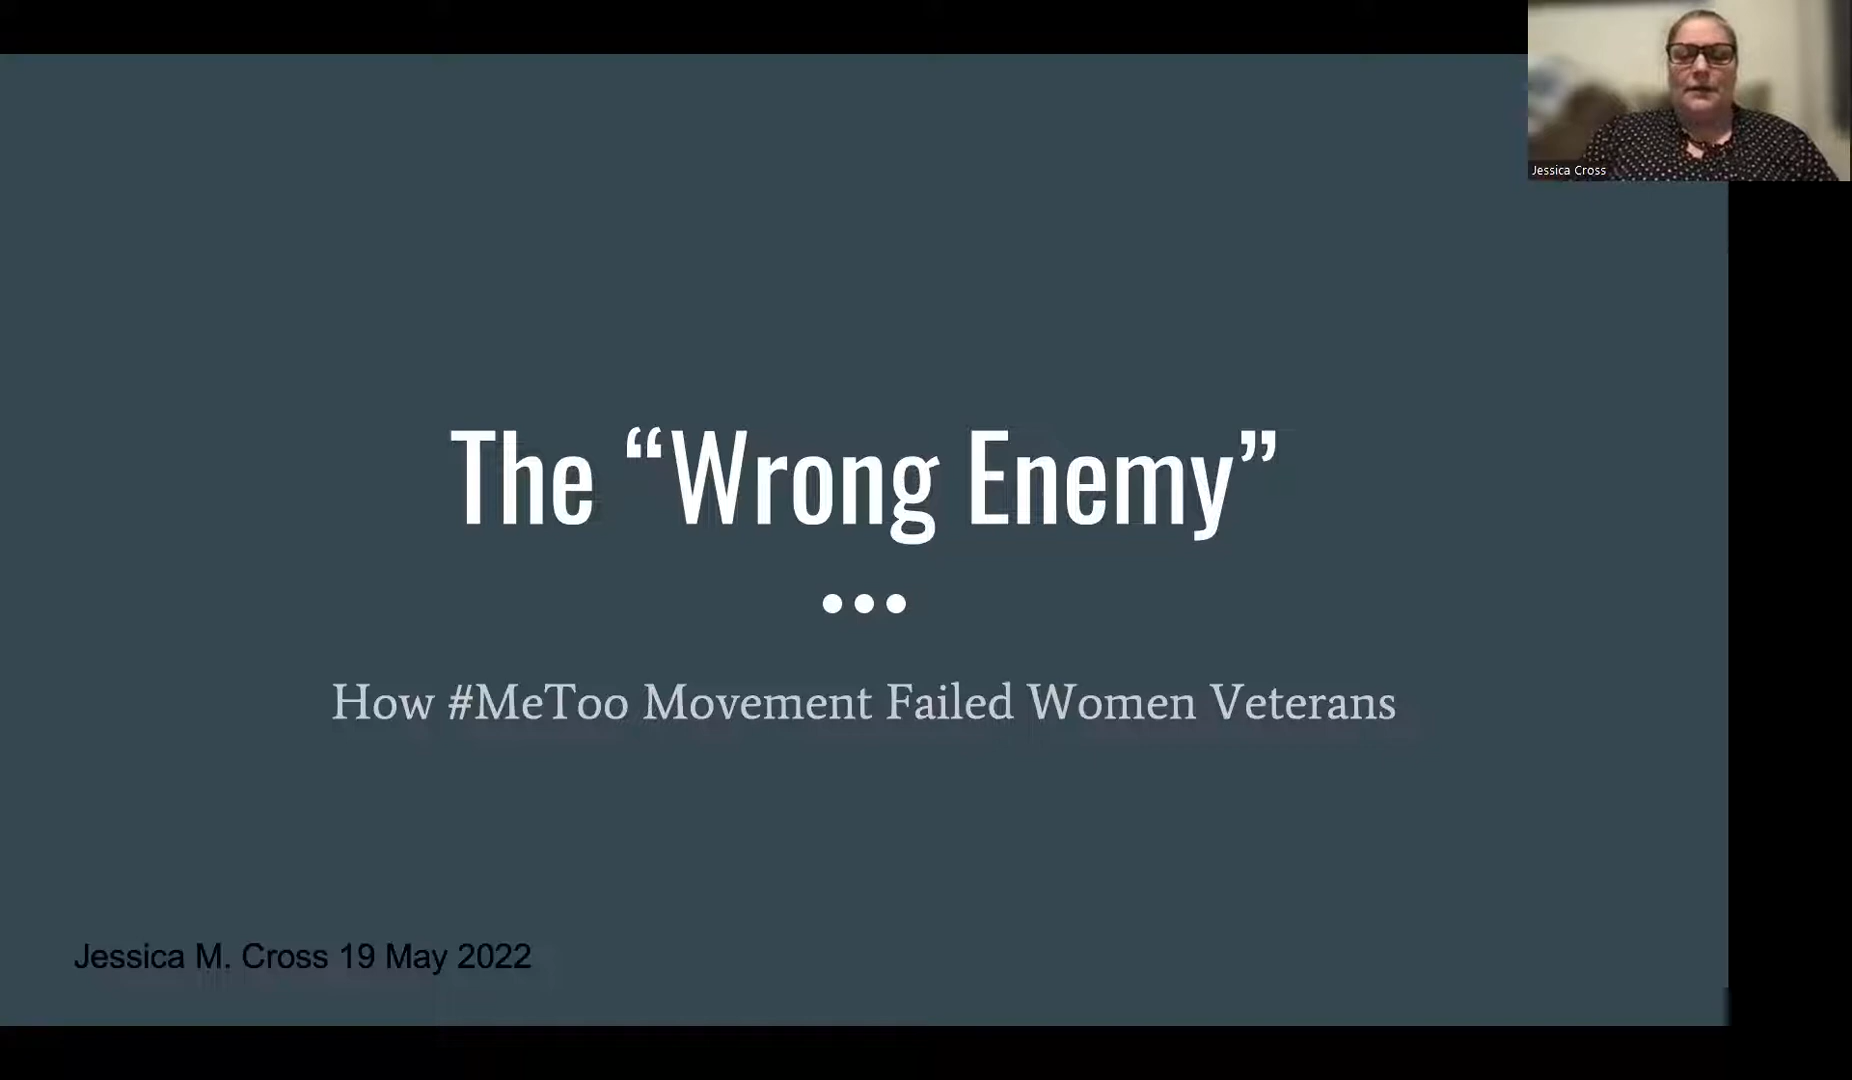 Jessica Cross
The “Wrong Enemy”
How #MeToo Movement Failed Women Veterans
Jessica M. Cross 19 May 2022